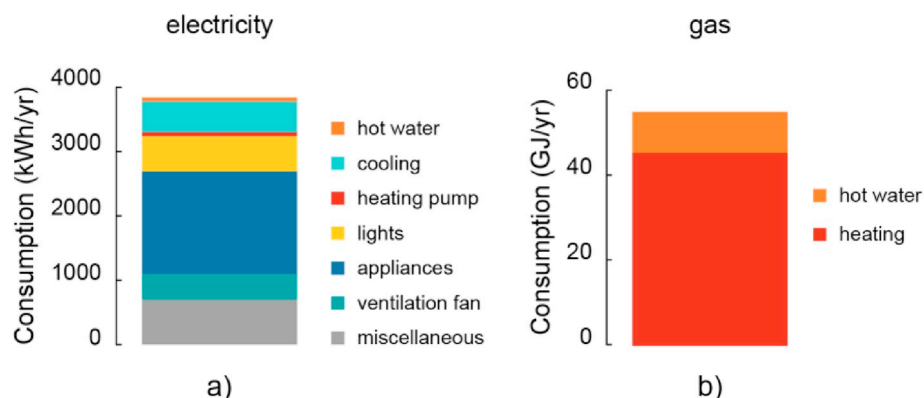 electricity
gas
Consumption (kWh/yr)
4000
3000
2000
1000
0
hot water
cooling
heating pump
lights
appliances
ventilation fan
miscellaneous
a)
Consumption (GJ/yr)
60
40
20
0
hot water
heating
b)